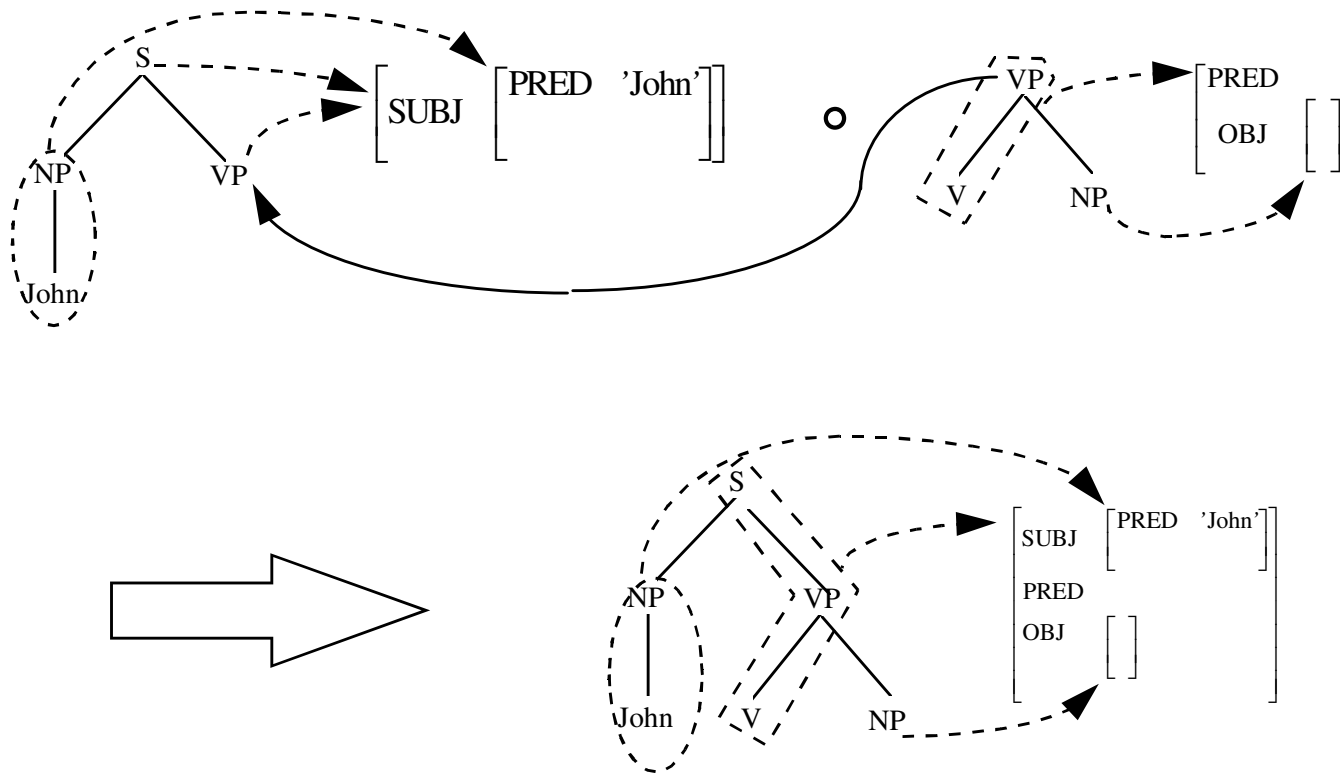 S
PRED 'John'
SUBJ
NP VP
John
VP
PRED
OBJ
V NP
S
PRED 'John'
SUBJ
NP VP
PRED
OBJ
John V NP